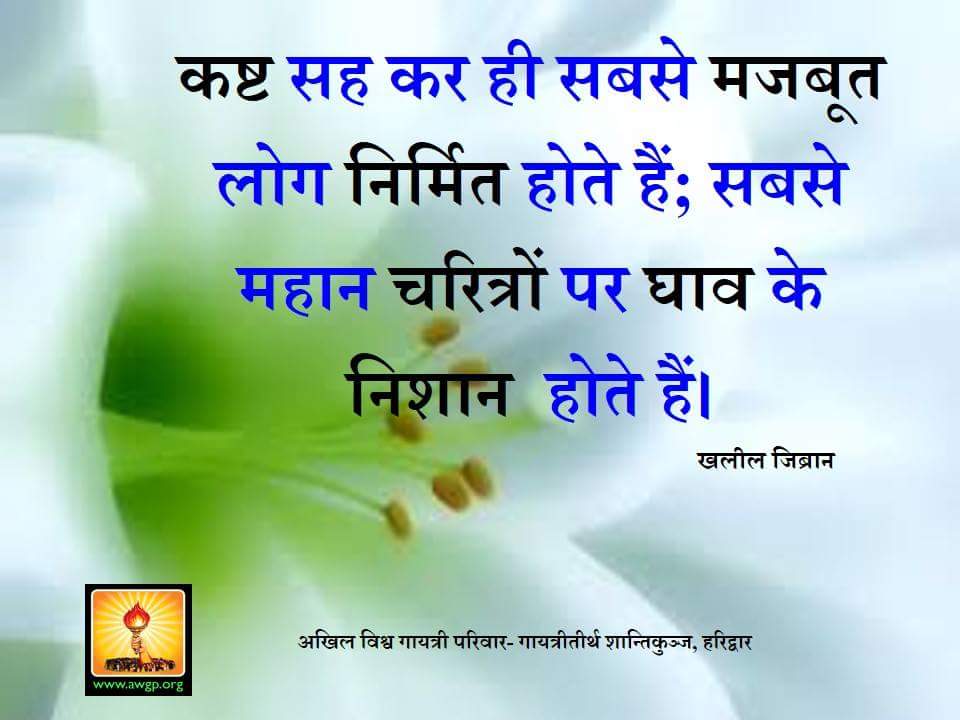 कष्ट सह कर ही सबसे मजबूत
लोग निर्मित होते हैं; सबसे
महान चरित्रों पर घाव के
निशान होते हैं।
खलील जिब्रान
अखिल विश्व गायत्री परिवार- गायत्रीतीर्थ शान्तिकुञ्ज, हरिद्वार
www.awgp.org